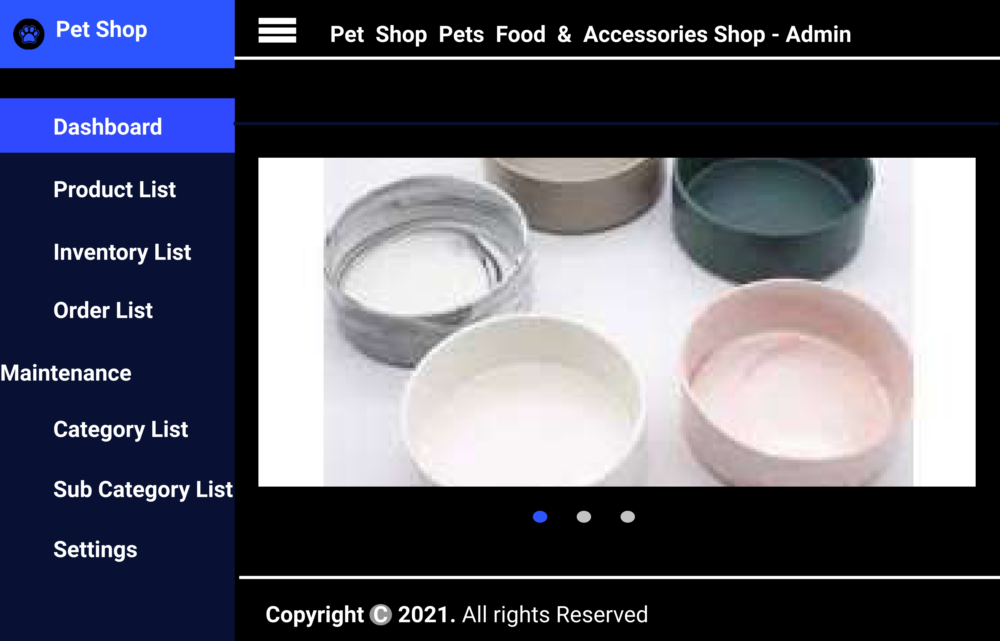 Pet Shop
Pet Shop Pets Food & Accessories Shop - Admin
Dashboard
Product List
Inventory List
Order List
Maintenance
Category List
Sub Category List
Settings
Copyright © 2021. All rights Reserved